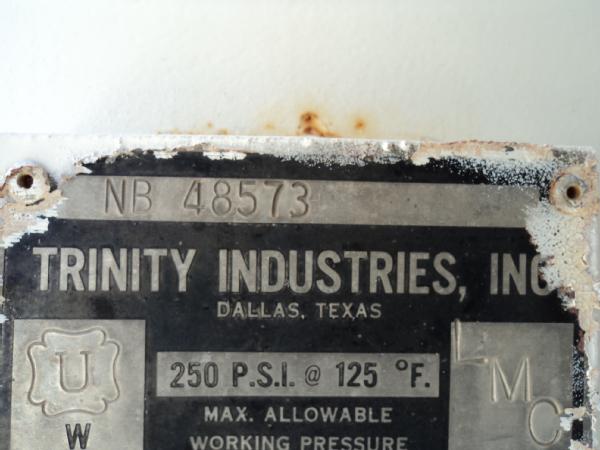 NB 48573
TRINITY INDUSTRIES, INC
DALLAS, TEXAS
U
W
250 P.S.I. @ 125 °F.
MAX. ALLOWABLE
WORKING PRESSURE
LMC